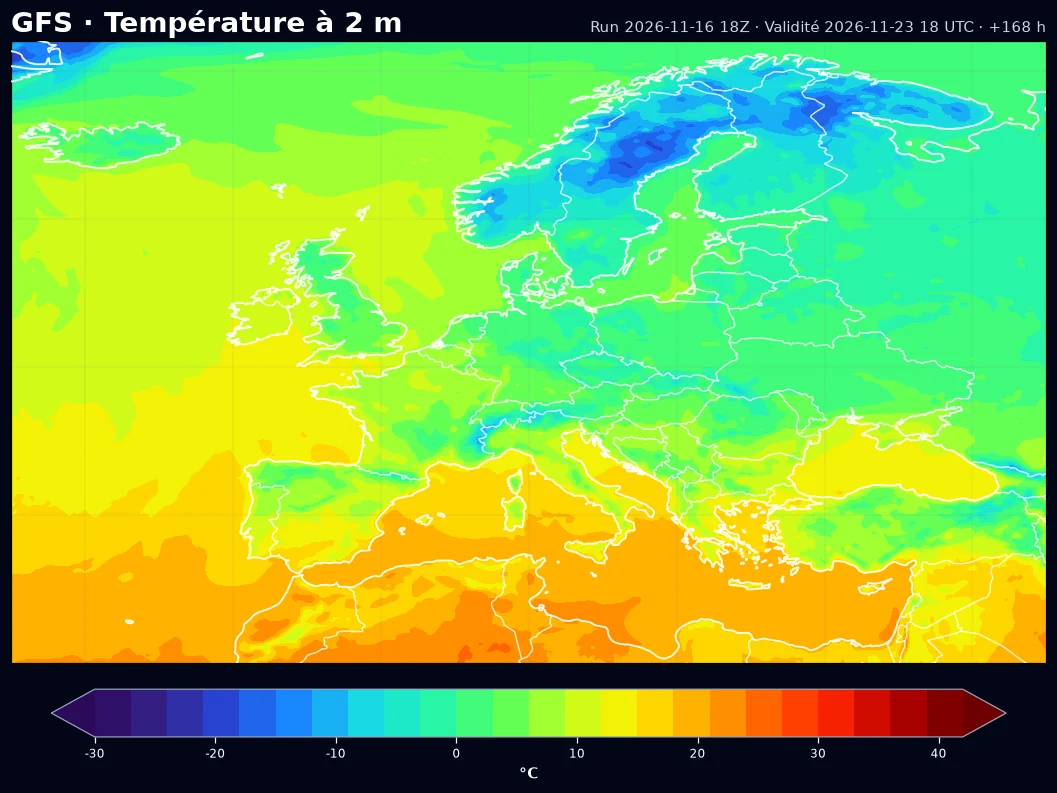 GFS · Température à 2 m
Run 2026-11-16 18Z · Validité 2026-11-23 18 UTC · +168 h
-30 -20 -10 0 10 20 30 40
°C